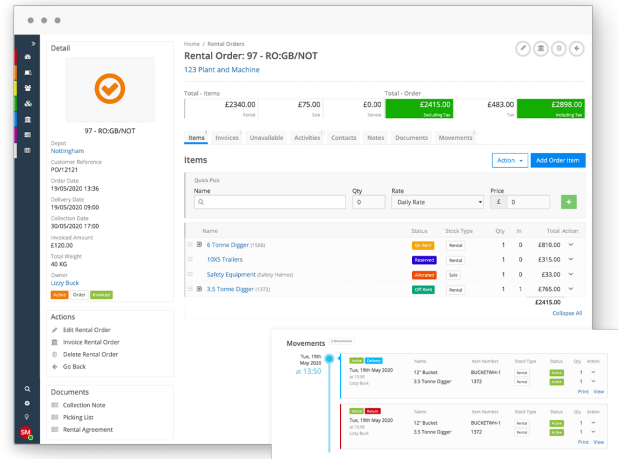 Detail
97 - RO:GB/NOT
Depot
Nottingham
Customer Reference
PO/12121
Order Date
19/05/2020 13:36
Delivery Date
19/05/2020 09:00
Collection Date
30/05/2020 17:00
Invoiced Amount
£120.00
Total Weight
40 KG
Owner
Lizzy Buck
Active Order Invoiced
Actions
Edit Rental Order
Invoice Rental Order
Delete Rental Order
Go Back
Documents
Collection Note
Picking List
Rental Agreement
SM
Home / Rental Orders
Rental Order: 97 - RO:GB/NOT
123 Plant and Machine
Total - Items Total - Order
£2340.00 £75.00 £0.00 £2415.00 £483.00 £2898.00
Rental Sale Service Excluding Tax Tax Including Tax
Items Invoices Unavailable Activities Contacts Notes Documents Movements
Items Action Add Order Item
Quick Pick
Name Qty Rate Price
0 Daily Rate £ 0 +
Name Status Stock Type Qty In Total Action
6 Tonne Digger (1586) On Rent Rental 1 0 £810.00
10X5 Trailers Reserved Rental 1 0 £315.00
Safety Equipment (Safety Helmet) Allocated Sale 1 0 £33.00
3.5 Tonne Digger (1372) Off Rent Rental 1 1 £765.00
£2415.00
Collapse All
Movements
Tue, 19th
May 2020
at 13:50
Active Delivery Name Item Number Stock Type Status Qty Action
Tue, 19th May 2020 12" Bucket BUCKETWH-1 Rental Active 1
at 13:50
Lizzy Buck 3.5 Tonne Digger 1372 Rental Active 1
Print View
Active Return Name Item Number Stock Type Status Qty Action
Tue, 19th May 2020 12" Bucket BUCKETWH-1 Rental Active 1
at 13:50
Lizzy Buck 3.5 Tonne Digger 1372 Rental Active 1
Print View